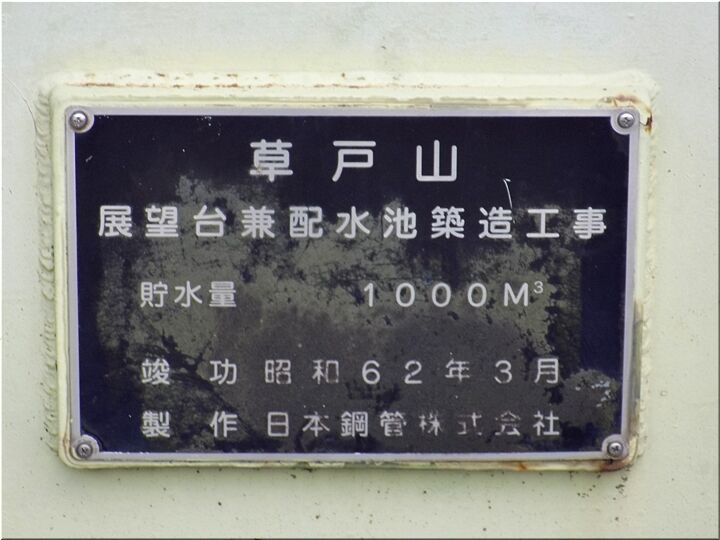 草戸山
展望台兼配水池築造工事
貯水量 1000M³
竣功 昭和62年3月
製作 日本鋼管株式会社